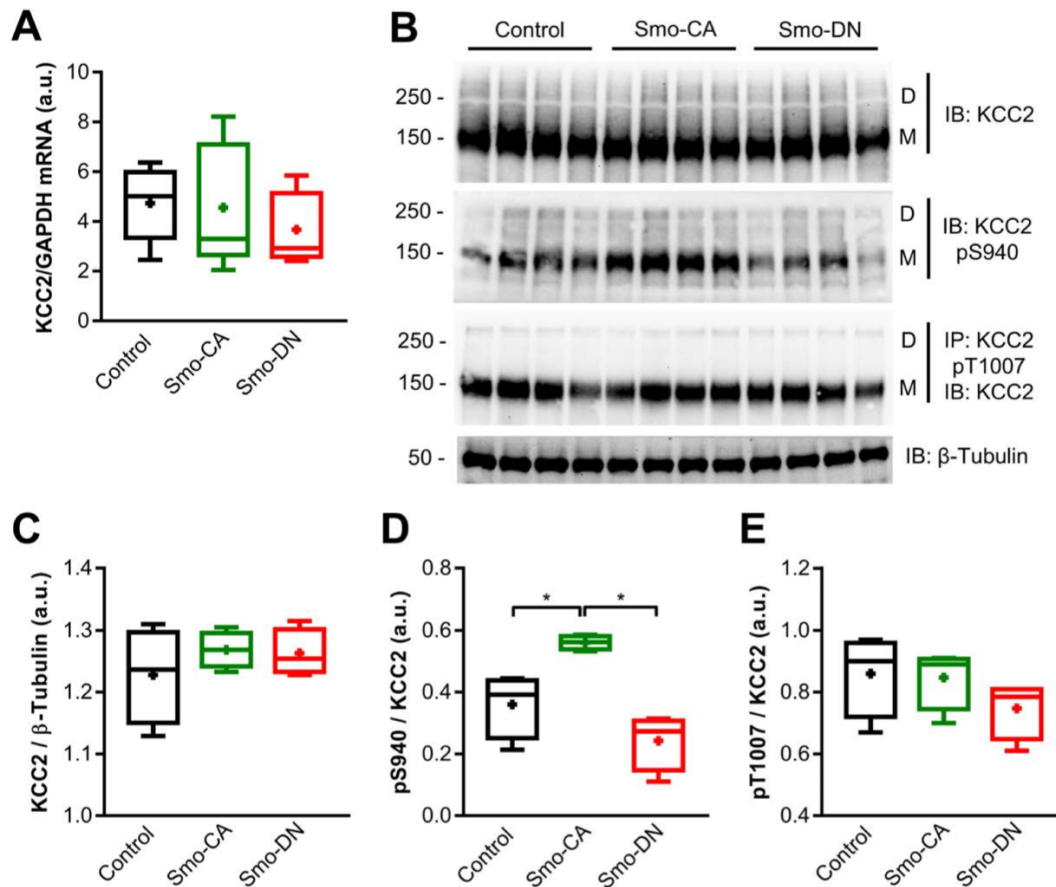 A
KCC2/GAPDH mRNA (a.u.)
10
8
6
4
2
0
Control
Smo-CA
Smo-DN
B
Control Smo-CA Smo-DN
250 -
150 -
D
M
IB: KCC2
250 -
150 -
D
M
IB: KCC2
pS940
250 -
150 -
D
M
IP: KCC2
pT1007
IB: KCC2
50 -
IB: β-Tubulin
C
KCC2 / β-Tubulin (a.u.)
1.4
1.3
1.2
1.1
1.0
Control
Smo-CA
Smo-DN
D
pS940 / KCC2 (a.u.)
0.8
0.6
0.4
0.2
0.0
* *
Control
Smo-CA
Smo-DN
E
pT1007 / KCC2 (a.u.)
1.2
1.0
0.8
0.6
0.4
Control
Smo-CA
Smo-DN